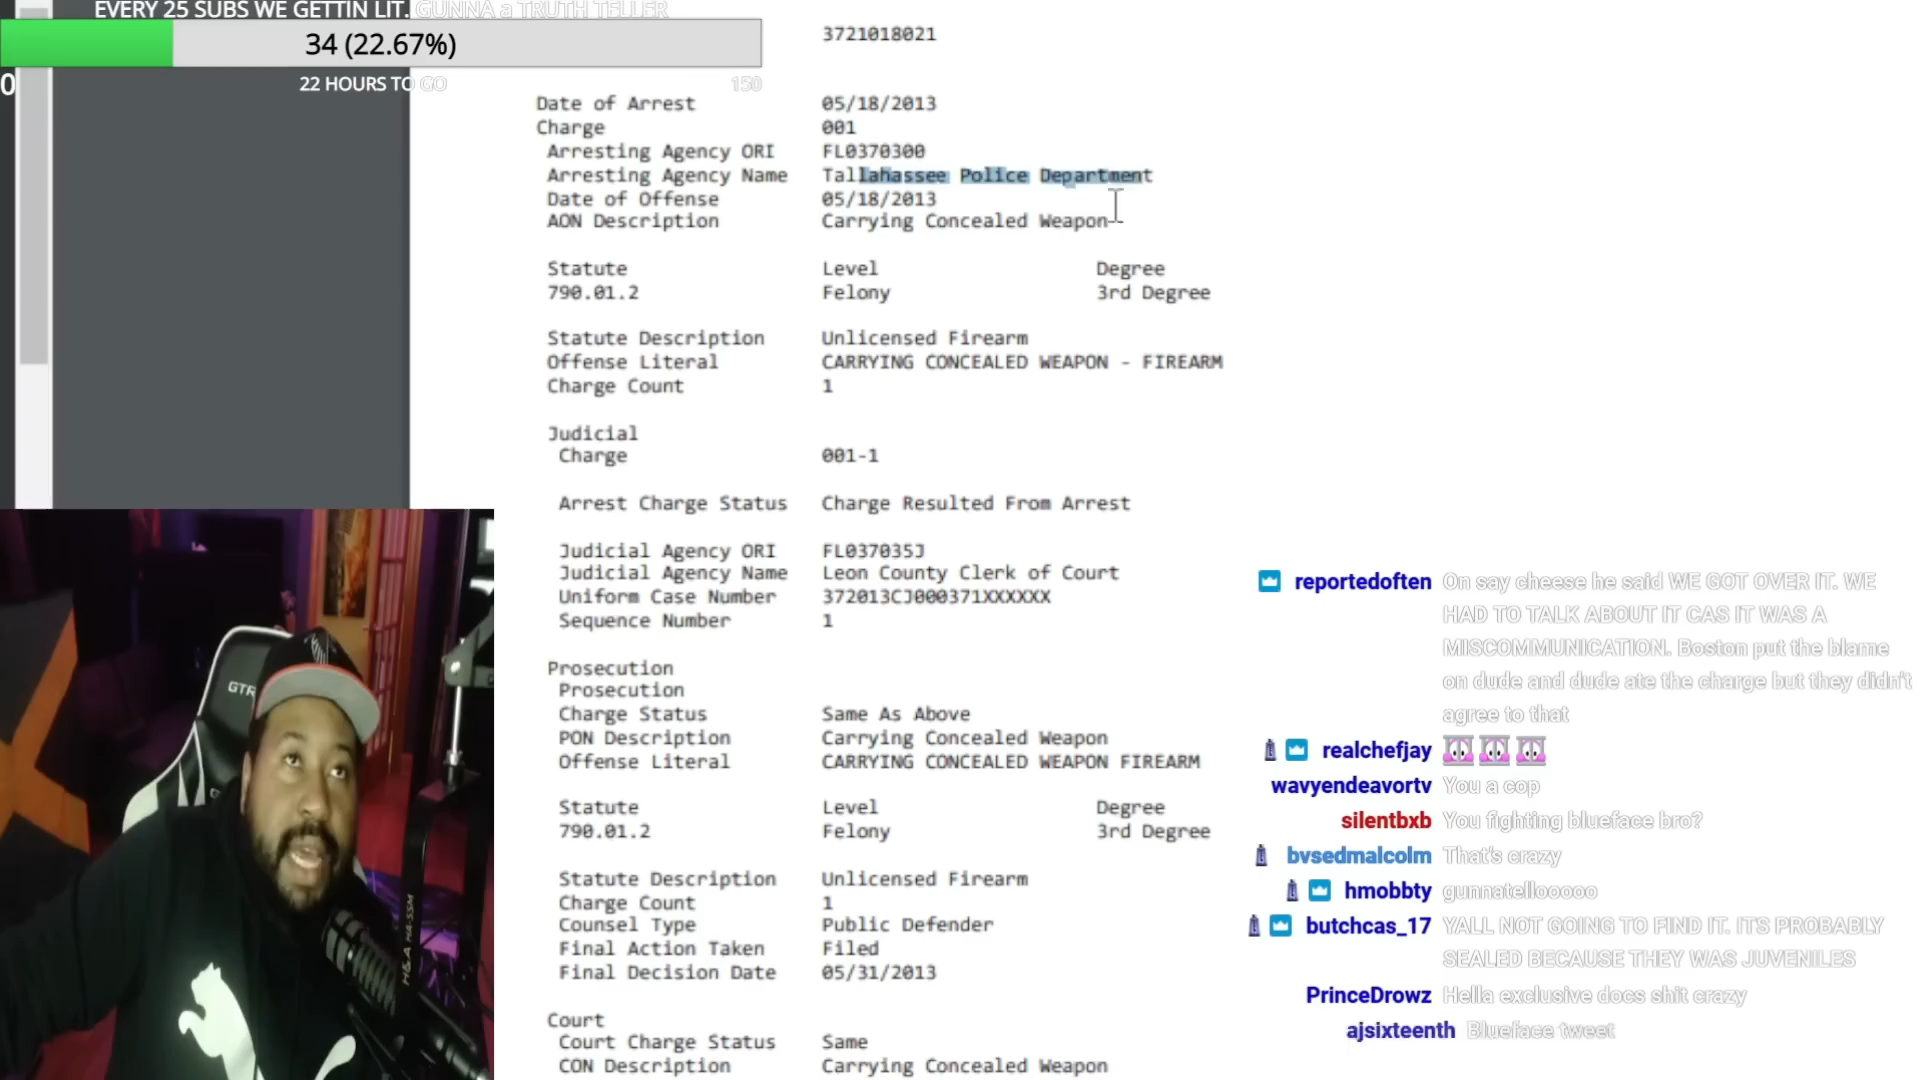 EVERY 25 SUBS WE GETTIN LIT. GUNNA a TRUTH TELLER
34 (22.67%)
0
22 HOURS TO GO
150
3721018021
Date of Arrest 05/18/2013
Charge 001
Arresting Agency ORI FL0370300
Arresting Agency Name Tallahassee Police Department
Date of Offense 05/18/2013
AON Description Carrying Concealed Weapon
Statute Level Degree
790.01.2 Felony 3rd Degree
Statute Description Unlicensed Firearm
Offense Literal CARRYING CONCEALED WEAPON - FIREARM
Charge Count 1
Judicial
Charge 001-1
Arrest Charge Status Charge Resulted From Arrest
Judicial Agency ORI FL037035J
Judicial Agency Name Leon County Clerk of Court
Uniform Case Number 372013CJ000371XXXXXX
Sequence Number 1
Prosecution
Prosecution
Charge Status Same As Above
PON Description Carrying Concealed Weapon
Offense Literal CARRYING CONCEALED WEAPON FIREARM
Statute Level Degree
790.01.2 Felony 3rd Degree
Statute Description Unlicensed Firearm
Charge Count 1
Counsel Type Public Defender
Final Action Taken Filed
Final Decision Date 05/31/2013
Court
Court Charge Status Same
CON Description Carrying Concealed Weapon
GTR
H&A HA-SSM
reportedoften On say cheese he said WE GOT OVER IT. WE
HAD TO TALK ABOUT IT CAS IT WAS A
MISCOMMUNICATION. Boston put the blame
on dude and dude ate the charge but they didn't
agree to that
realchefjay
wavyendeavortv You a cop
silentbxb You fighting blueface bro?
bvsedmalcolm That's crazy
hmobbty gunnatellooooo
butchcas_17 YALL NOT GOING TO FIND IT. ITS PROBABLY
SEALED BECAUSE THEY WAS JUVENILES
PrinceDrowz Hella exclusive docs shit crazy
ajsixteenth Blueface tweet